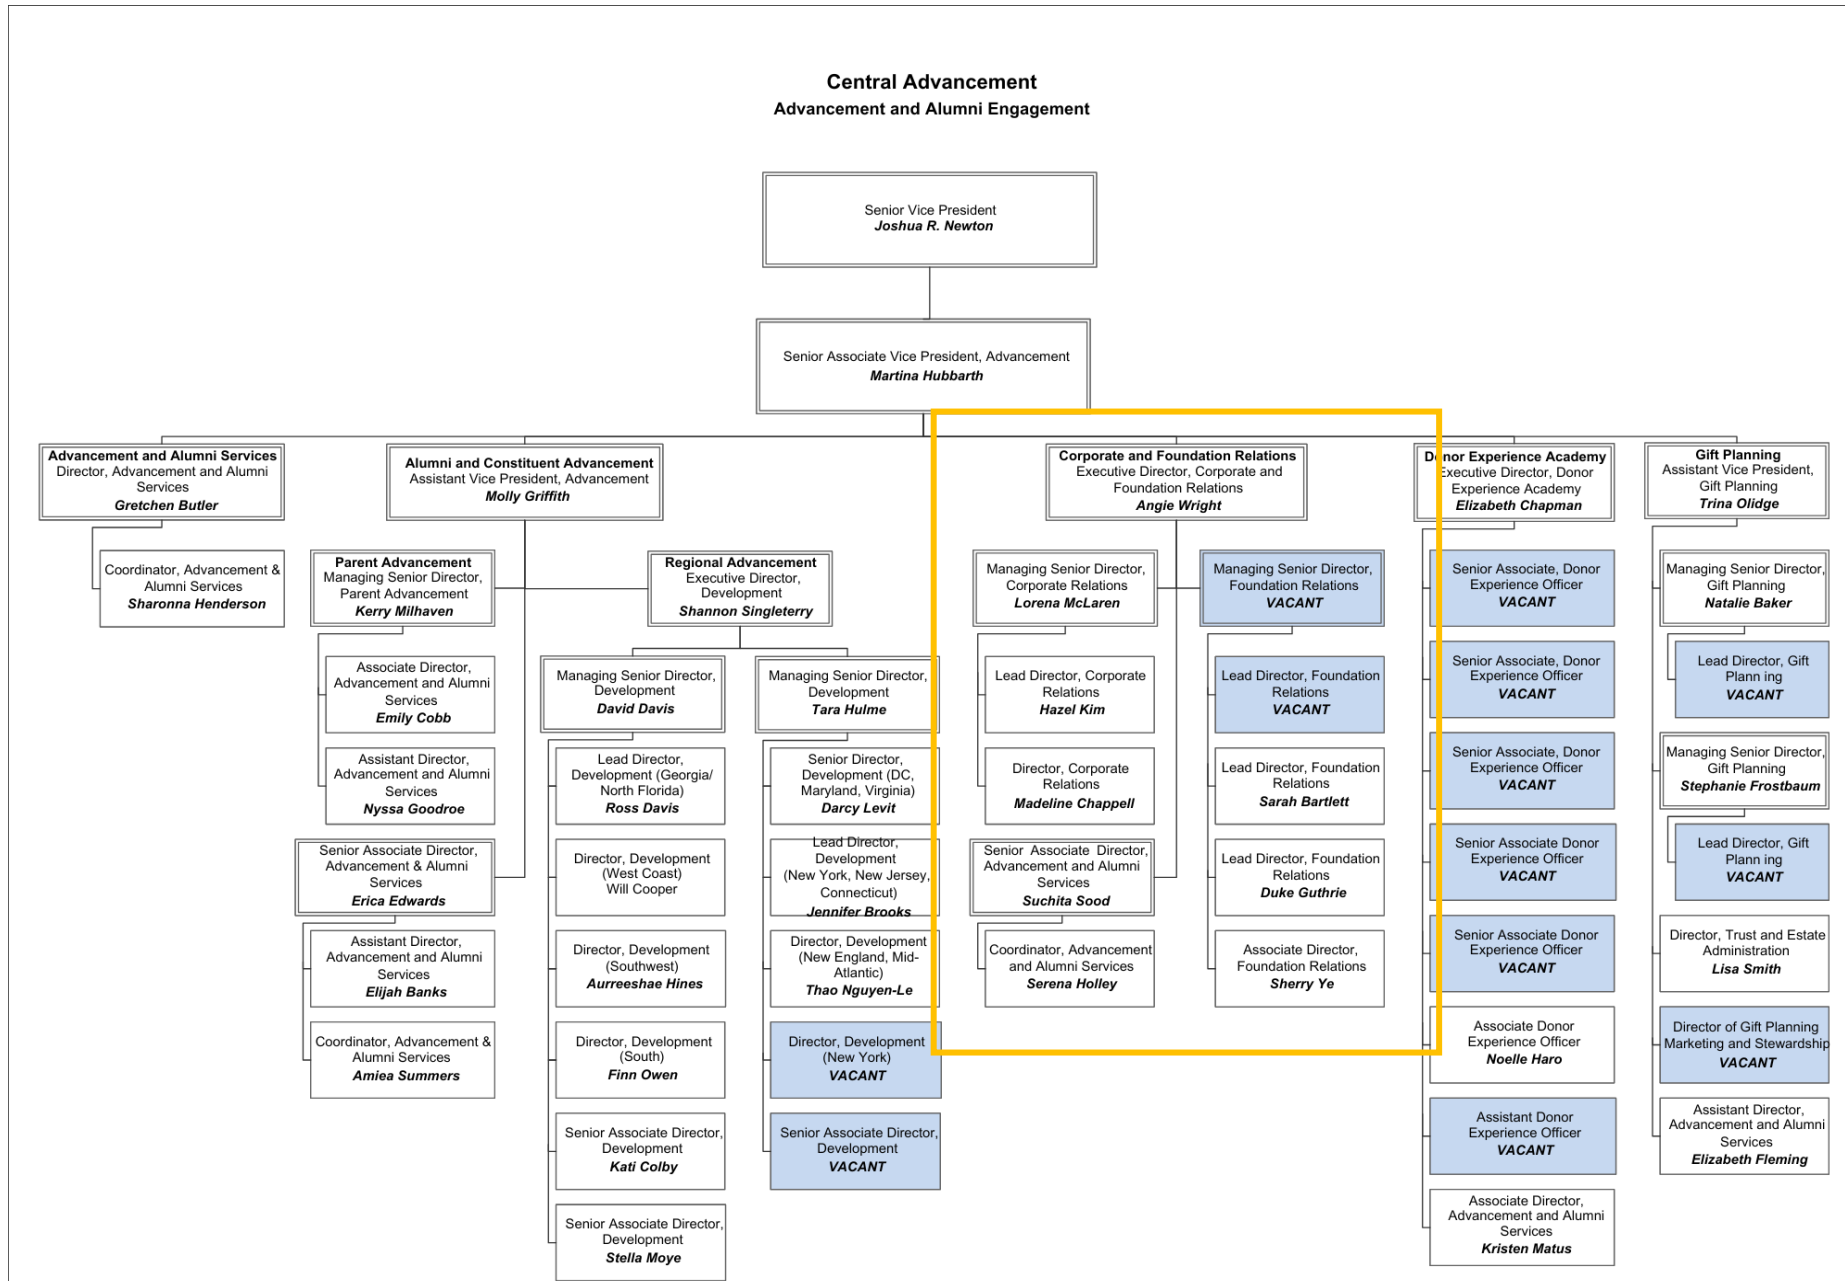 Central Advancement
Advancement and Alumni Engagement
Senior Vice President
Joshua R. Newton
Senior Associate Vice President, Advancement
Martina Hubbarth
Advancement and Alumni Services
Director, Advancement and Alumni
Services
Gretchen Butler
Coordinator, Advancement &
Alumni Services
Sharonna Henderson
Alumni and Constituent Advancement
Assistant Vice President, Advancement
Molly Griffith
Parent Advancement
Managing Senior Director,
Parent Advancement
Kerry Milhaven
Associate Director,
Advancement and Alumni
Services
Emily Cobb
Assistant Director,
Advancement and Alumni
Services
Nyssa Goodroe
Senior Associate Director,
Advancement & Alumni
Services
Erica Edwards
Assistant Director,
Advancement and Alumni
Services
Elijah Banks
Coordinator, Advancement &
Alumni Services
Amiea Summers
Regional Advancement
Executive Director,
Development
Shannon Singleterry
Managing Senior Director,
Development
David Davis
Lead Director,
Development (Georgia/
North Florida)
Ross Davis
Director, Development
(West Coast)
Will Cooper
Director, Development
(Southwest)
Aurreeshae Hines
Director, Development
(South)
Finn Owen
Senior Associate Director,
Development
Kati Colby
Senior Associate Director,
Development
Stella Moye
Managing Senior Director,
Development
Tara Hulme
Senior Director,
Development (DC,
Maryland, Virginia)
Darcy Levit
Lead Director,
Development
(New York, New Jersey,
Connecticut)
Jennifer Brooks
Director, Development
(New England, Mid-
Atlantic)
Thao Nguyen-Le
Director, Development
(New York)
VACANT
Senior Associate Director,
Development
VACANT
Corporate and Foundation Relations
Executive Director, Corporate and
Foundation Relations
Angie Wright
Managing Senior Director,
Corporate Relations
Lorena McLaren
Lead Director, Corporate
Relations
Hazel Kim
Director, Corporate
Relations
Madeline Chappell
Senior Associate Director,
Advancement and Alumni
Services
Suchita Sood
Coordinator, Advancement
and Alumni Services
Serena Holley
Managing Senior Director,
Foundation Relations
VACANT
Lead Director, Foundation
Relations
VACANT
Lead Director, Foundation
Relations
Sarah Bartlett
Lead Director, Foundation
Relations
Duke Guthrie
Associate Director,
Foundation Relations
Sherry Ye
Donor Experience Academy
Executive Director, Donor
Experience Academy
Elizabeth Chapman
Senior Associate, Donor
Experience Officer
VACANT
Senior Associate, Donor
Experience Officer
VACANT
Senior Associate, Donor
Experience Officer
VACANT
Senior Associate Donor
Experience Officer
VACANT
Senior Associate Donor
Experience Officer
VACANT
Associate Donor
Experience Officer
Noelle Haro
Assistant Donor
Experience Officer
VACANT
Associate Director,
Advancement and Alumni
Services
Kristen Matus
Gift Planning
Assistant Vice President,
Gift Planning
Trina Olidge
Managing Senior Director,
Gift Planning
Natalie Baker
Lead Director, Gift
Plann ing
VACANT
Managing Senior Director,
Gift Planning
Stephanie Frostbaum
Lead Director, Gift
Plann ing
VACANT
Director, Trust and Estate
Administration
Lisa Smith
Director of Gift Planning
Marketing and Stewardship
VACANT
Assistant Director,
Advancement and Alumni
Services
Elizabeth Fleming